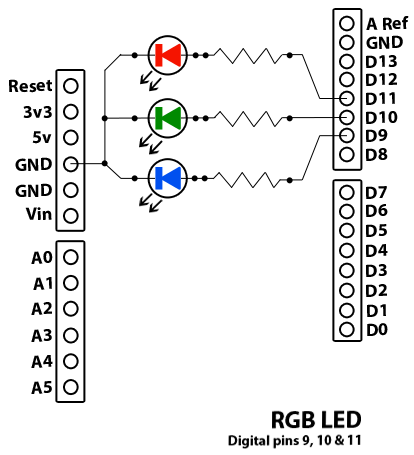 Reset
3v3
5v
GND
GND
Vin
A0
A1
A2
A3
A4
A5
A Ref
GND
D13
D12
D11
D10
D9
D8
D7
D6
D5
D4
D3
D2
D1
D0
RGB LED
Digital pins 9, 10 & 11